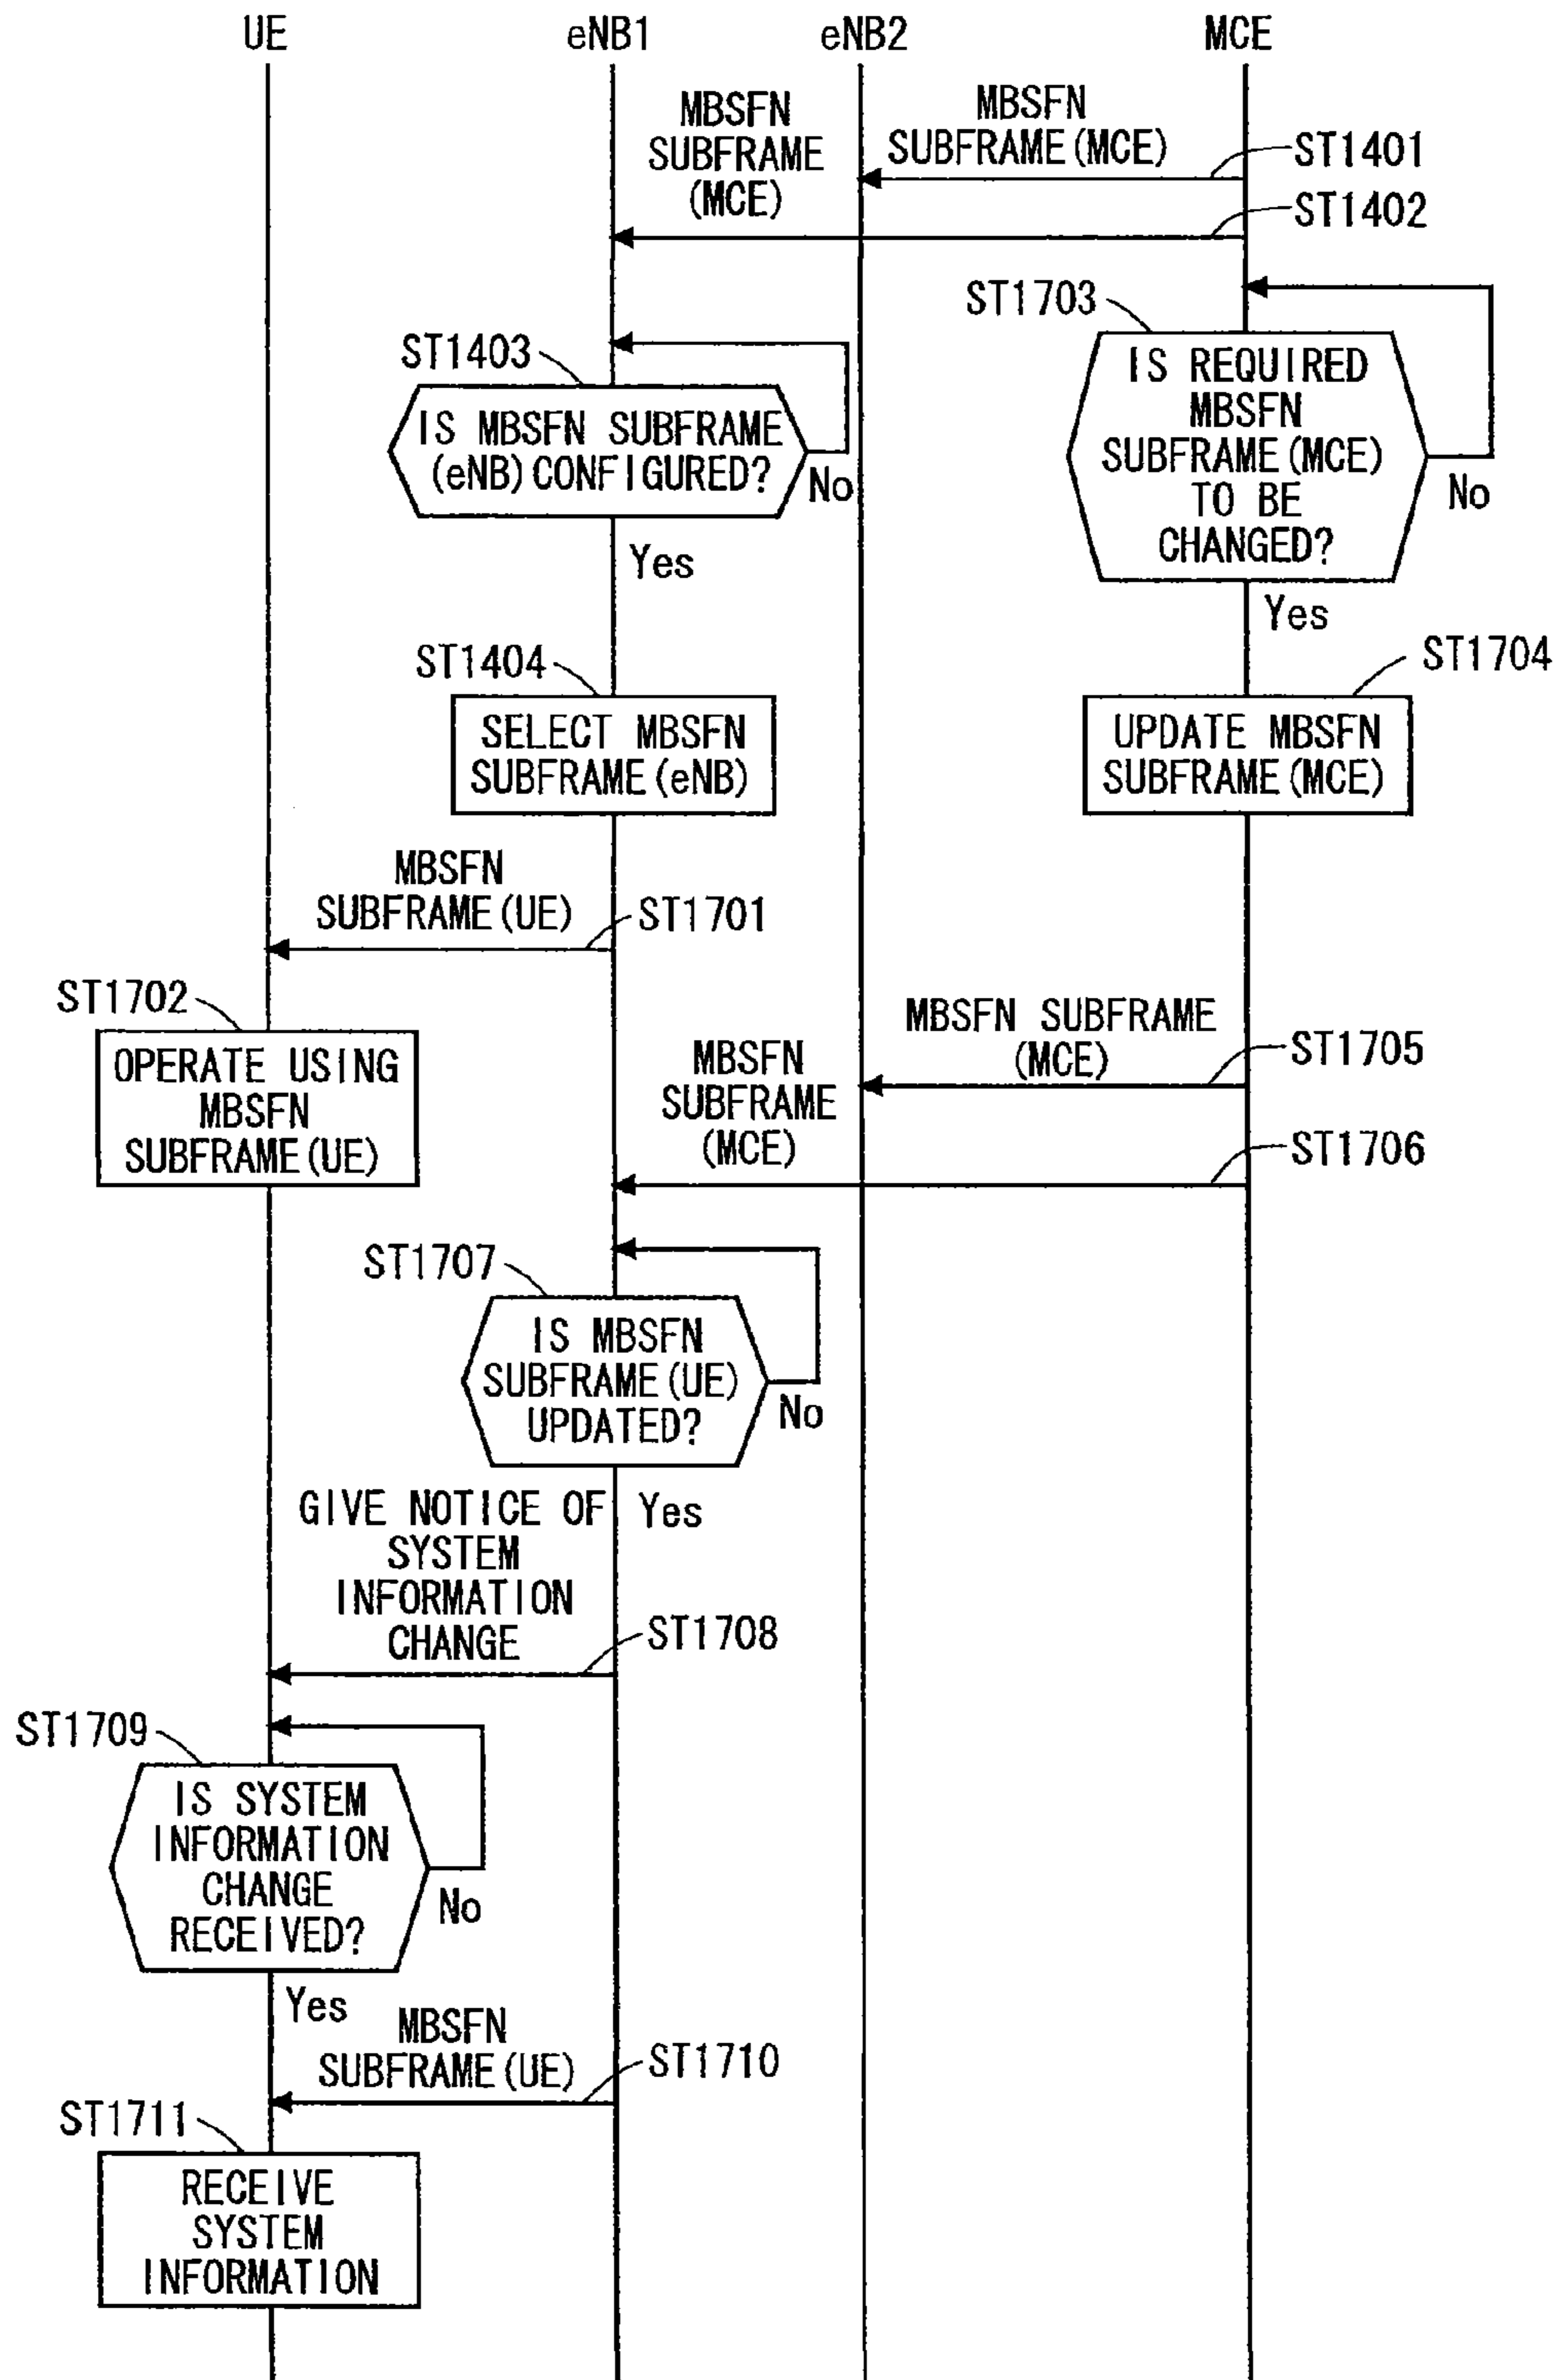 UE
eNB1
eNB2
MCE
MBSFN
SUBFRAME
(MCE)
MBSFN
SUBFRAME(MCE)
ST1401
ST1402
ST1703
IS REQUIRED
MBSFN
SUBFRAME(MCE)
TO BE
CHANGED?
No
Yes
ST1403
IS MBSFN SUBFRAME
(eNB)CONFIGURED?
No
Yes
ST1404
SELECT MBSFN
SUBFRAME(eNB)
ST1704
UPDATE MBSFN
SUBFRAME(MCE)
MBSFN
SUBFRAME(UE)
ST1701
ST1702
OPERATE USING
MBSFN
SUBFRAME(UE)
MBSFN SUBFRAME
(MCE)
ST1705
MBSFN
SUBFRAME
(MCE)
ST1706
ST1707
IS MBSFN
SUBFRAME(UE)
UPDATED?
No
Yes
GIVE NOTICE OF
SYSTEM
INFORMATION
CHANGE
ST1708
ST1709
IS SYSTEM
INFORMATION
CHANGE
RECEIVED?
No
Yes
MBSFN
SUBFRAME(UE)
ST1710
ST1711
RECEIVE
SYSTEM
INFORMATION